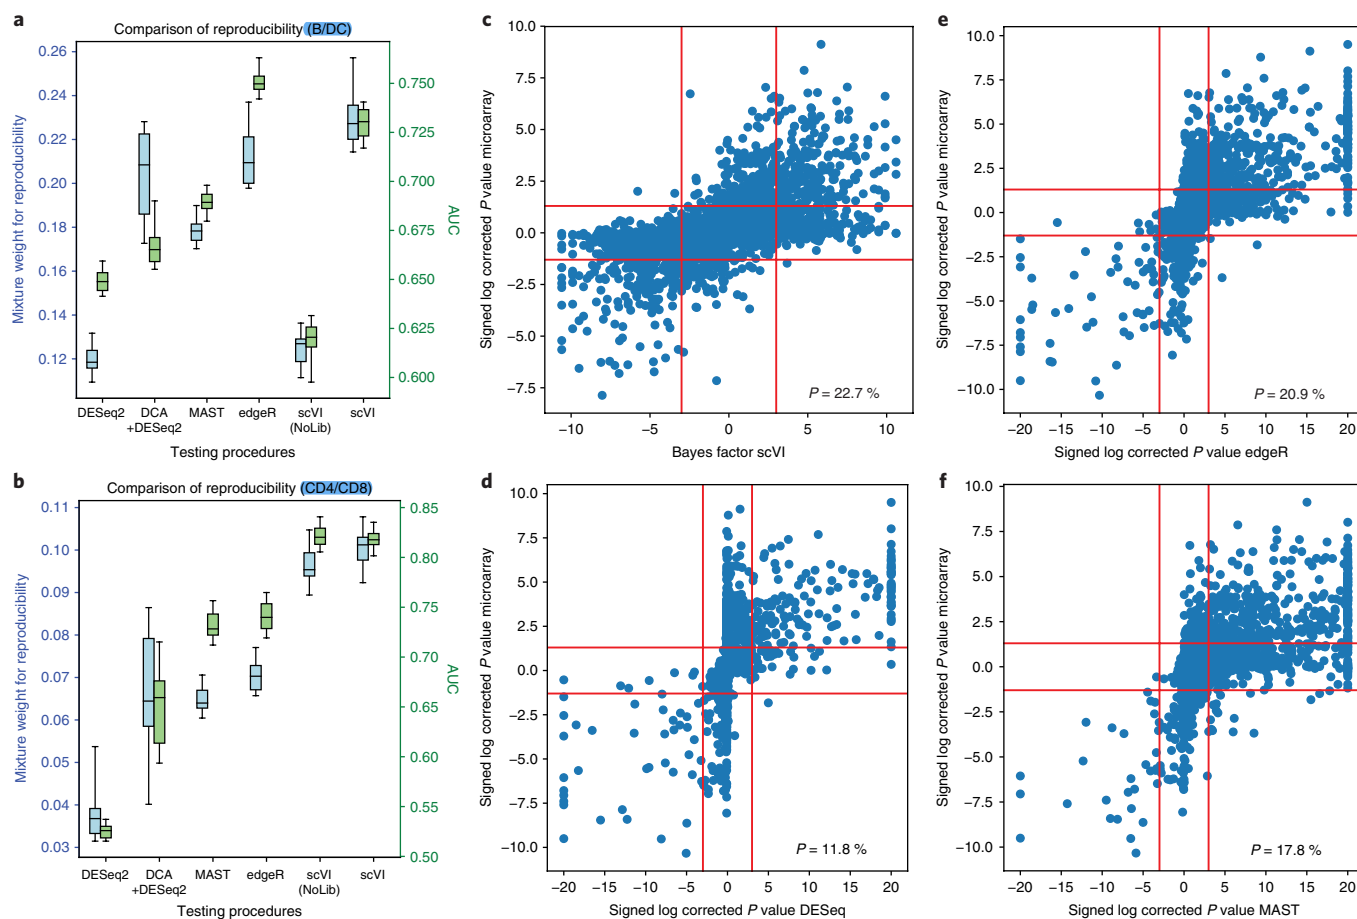 a
Comparison of reproducibility (B/DC)
Mixture weight for reproducibility
0.26
0.24
0.22
0.20
0.18
0.16
0.14
0.12
0.750
0.725
0.700
0.675
0.650
0.625
0.600
AUC
DESeq2 DCA MAST edgeR scVI scVI
+DESeq2 (NoLib)
Testing procedures
b
Comparison of reproducibility (CD4/CD8)
Mixture weight for reproducibility
0.11
0.10
0.09
0.08
0.07
0.06
0.05
0.04
0.03
0.85
0.80
0.75
0.70
0.65
0.60
0.55
0.50
AUC
DESeq2 DCA MAST edgeR scVI scVI
+DESeq2 (NoLib)
Testing procedures
c
Signed log corrected P value microarray
10.0
7.5
5.0
2.5
0.0
−2.5
−5.0
−7.5
P = 22.7 %
−10 −5 0 5 10
Bayes factor scVI
d
Signed log corrected P value microarray
10.0
7.5
5.0
2.5
0.0
−2.5
−5.0
−7.5
−10.0
P = 11.8 %
−20 −15 −10 −5 0 5 10 15 20
Signed log corrected P value DESeq
e
Signed log corrected P value microarray
10.0
7.5
5.0
2.5
0.0
−2.5
−5.0
−7.5
−10.0
P = 20.9 %
−20 −15 −10 −5 0 5 10 15 20
Signed log corrected P value edgeR
f
Signed log corrected P value microarray
10.0
7.5
5.0
2.5
0.0
−2.5
−5.0
−7.5
−10.0
P = 17.8 %
−20 −15 −10 −5 0 5 10 15 20
Signed log corrected P value MAST